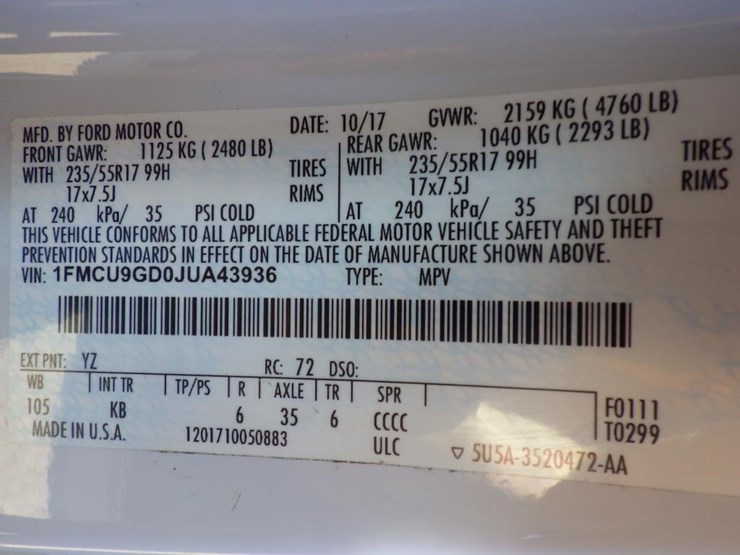 MFD. BY FORD MOTOR CO. DATE: 10/17 GVWR: 2159 KG ( 4760 LB)
FRONT GAWR: 1125 KG ( 2480 LB) REAR GAWR: 1040 KG ( 2293 LB)
WITH 235/55R17 99H TIRES WITH 235/55R17 99H TIRES
17x7.5J RIMS 17x7.5J RIMS
AT 240 kPa/ 35 PSI COLD AT 240 kPa/ 35 PSI COLD
THIS VEHICLE CONFORMS TO ALL APPLICABLE FEDERAL MOTOR VEHICLE SAFETY AND THEFT
PREVENTION STANDARDS IN EFFECT ON THE DATE OF MANUFACTURE SHOWN ABOVE.
VIN: 1FMCU9GD0JUA43936 TYPE: MPV
EXT PNT: YZ RC: 72 DSO:
WB INT TR TP/PS R AXLE TR SPR
105 KB 6 35 6 CCCC F0111
MADE IN U.S.A. 1201710050883 ULC T0299
5U5A-3520472-AA